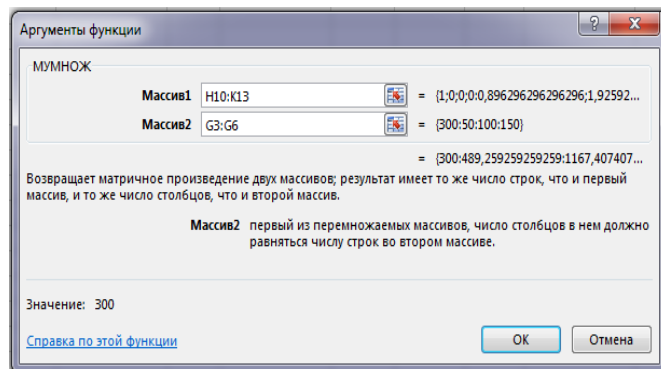 Аргументы функции
МУМНОЖ
Массив1 H10:K13 = {1;0;0;0:0,896296296296296;1,92592...
Массив2 G3:G6 = {300:50:100:150}
= {300:489,259259259259:1167,407407...
Возвращает матричное произведение двух массивов; результат имеет то же число строк, что и первый
массив, и то же число столбцов, что и второй массив.
Массив2 первый из перемножаемых массивов, число столбцов в нем должно
равняться числу строк во втором массиве.
Значение: 300
Справка по этой функции
ОК
Отмена